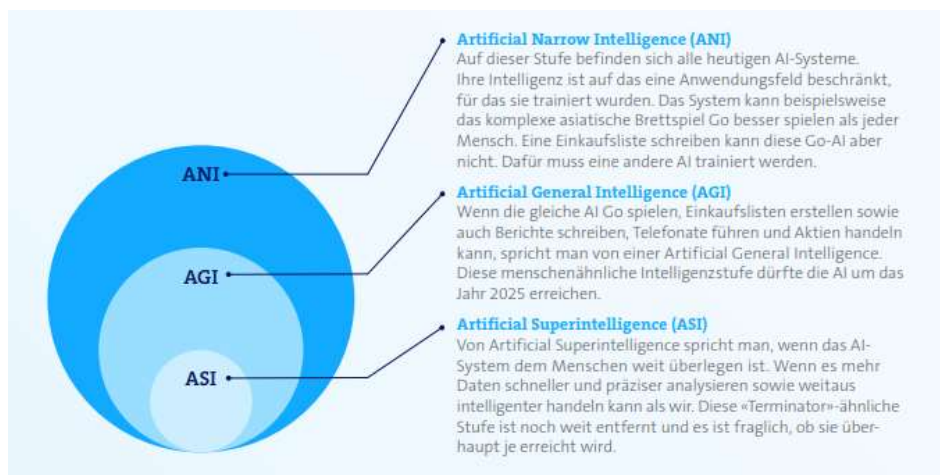 Artificial Narrow Intelligence (ANI)
Auf dieser Stufe befinden sich alle heutigen AI-Systeme.
Ihre Intelligenz ist auf das eine Anwendungsfeld beschränkt,
für das sie trainiert wurden. Das System kann beispielsweise
das komplexe asiatische Brettspiel Go besser spielen als jeder
Mensch. Eine Einkaufsliste schreiben kann diese Go-AI aber
nicht. Dafür muss eine andere AI trainiert werden.
ANI
Artificial General Intelligence (AGI)
Wenn die gleiche AI Go spielen, Einkaufslisten erstellen sowie
auch Berichte schreiben, Telefonate führen und Aktien handeln
kann, spricht man von einer Artificial General Intelligence.
Diese menschenähnliche Intelligenzstufe dürfte die AI um das
Jahr 2025 erreichen.
AGI
Artificial Superintelligence (ASI)
Von Artificial Superintelligence spricht man, wenn das AI-
System dem Menschen weit überlegen ist. Wenn es mehr
Daten schneller und präziser analysieren sowie weitaus
intelligenter handeln kann als wir. Diese «Terminator»-ähnliche
Stufe ist noch weit entfernt und es ist fraglich, ob sie über-
haupt je erreicht wird.
ASI